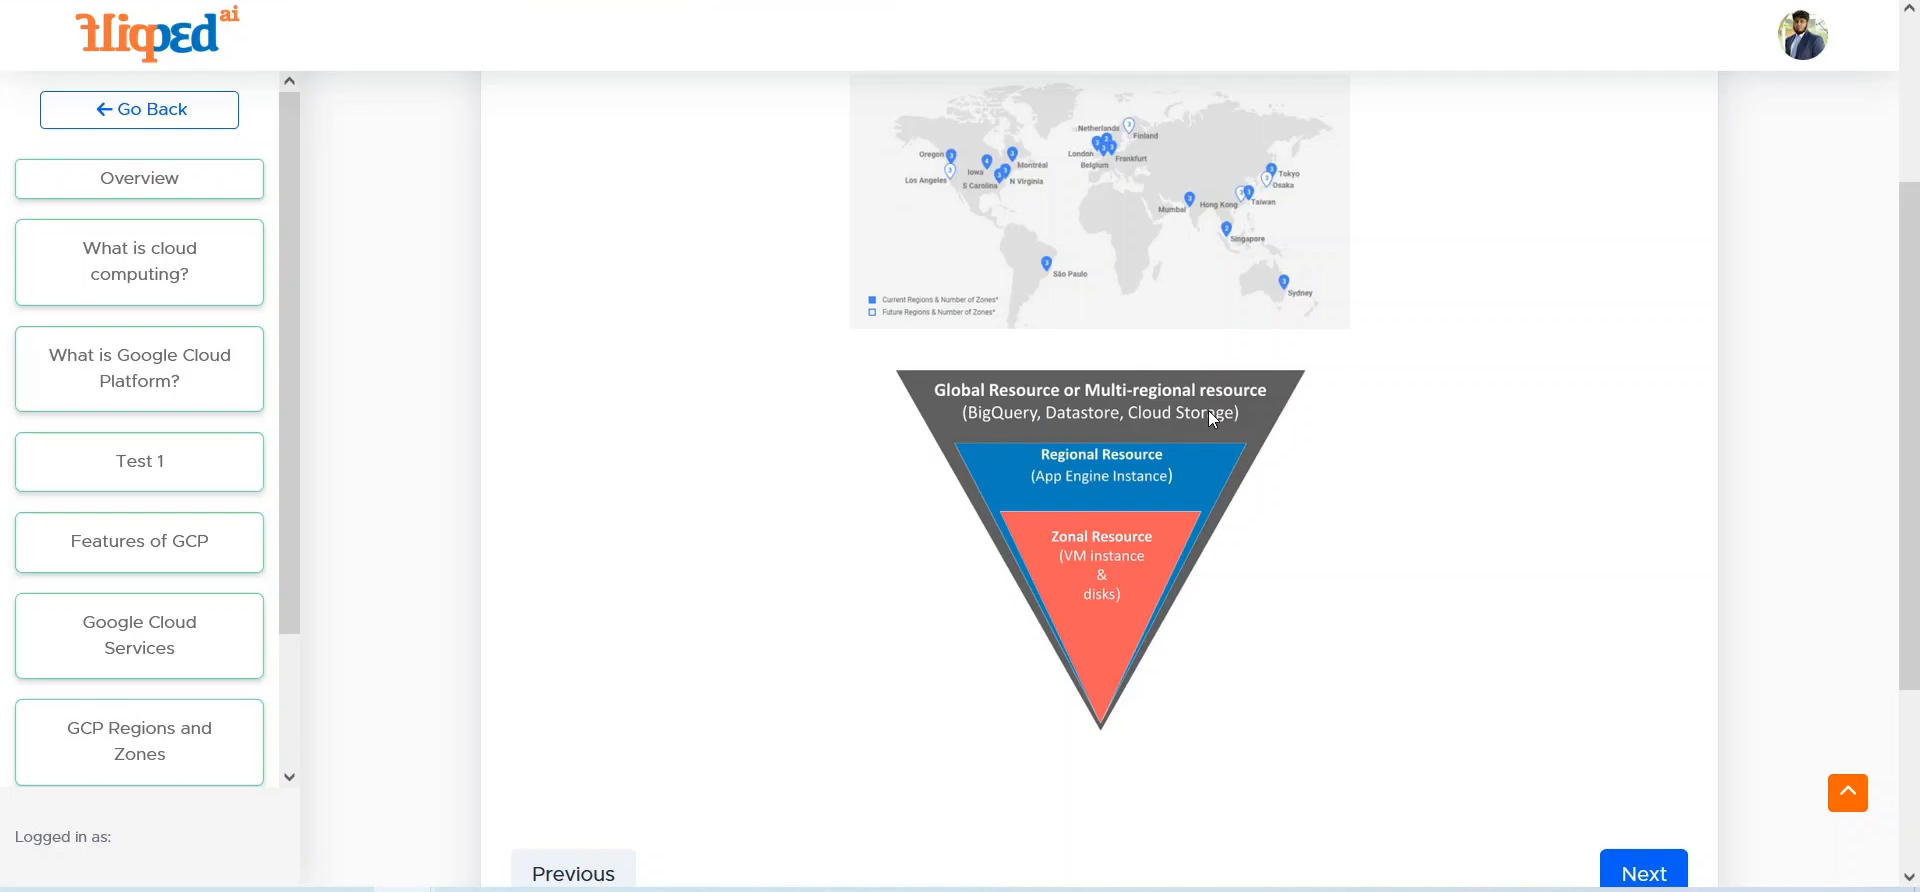 flipped ai
← Go Back
Overview
What is cloud
computing?
What is Google Cloud
Platform?
Test 1
Features of GCP
Google Cloud
Services
GCP Regions and
Zones
Logged in as:
Netherlands
Finland
London
Frankfurt
Belgium
Oregon
Iowa
Montréal
Los Angeles
S Carolina
N Virginia
Tokyo
Osaka
Mumbai
Hong Kong
Taiwan
Singapore
São Paulo
Sydney
Current Regions & Number of Zones*
Future Regions & Number of Zones*
Global Resource or Multi-regional resource
(BigQuery, Datastore, Cloud Storage)
Regional Resource
(App Engine Instance)
Zonal Resource
(VM instance
&
disks)
Previous
Next